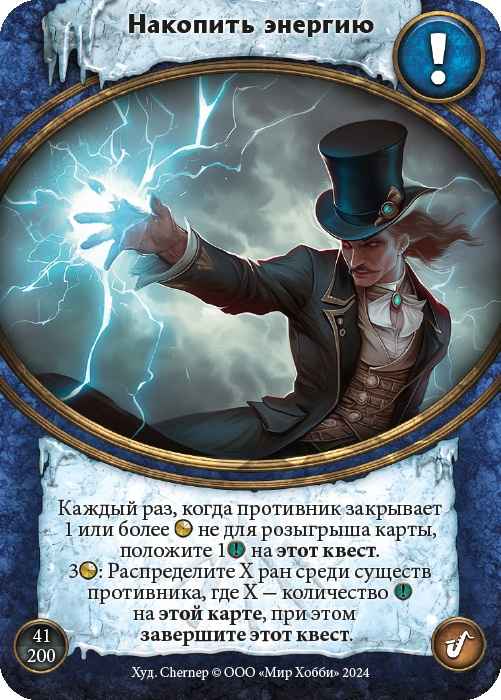 Накопить энергию
!
Каждый раз, когда противник закрывает
1 или более не для розыгрыша карты,
положите 1 ! на этот квест.
3: Распределите X ран среди существ
противника, где X – количество !
на этой карте, при этом
завершите этот квест.
41
200
Худ. Chernep © ООО «Мир Хобби» 2024